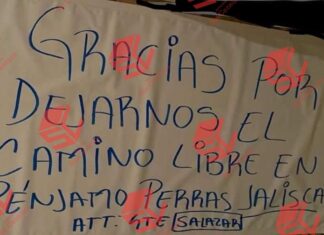 GRACIAS POR
DEJARNOS EL
CAMINO LIBRE EN
PÉNJAMO PERRAS JALISCA
ATT. GTE SALAZAR